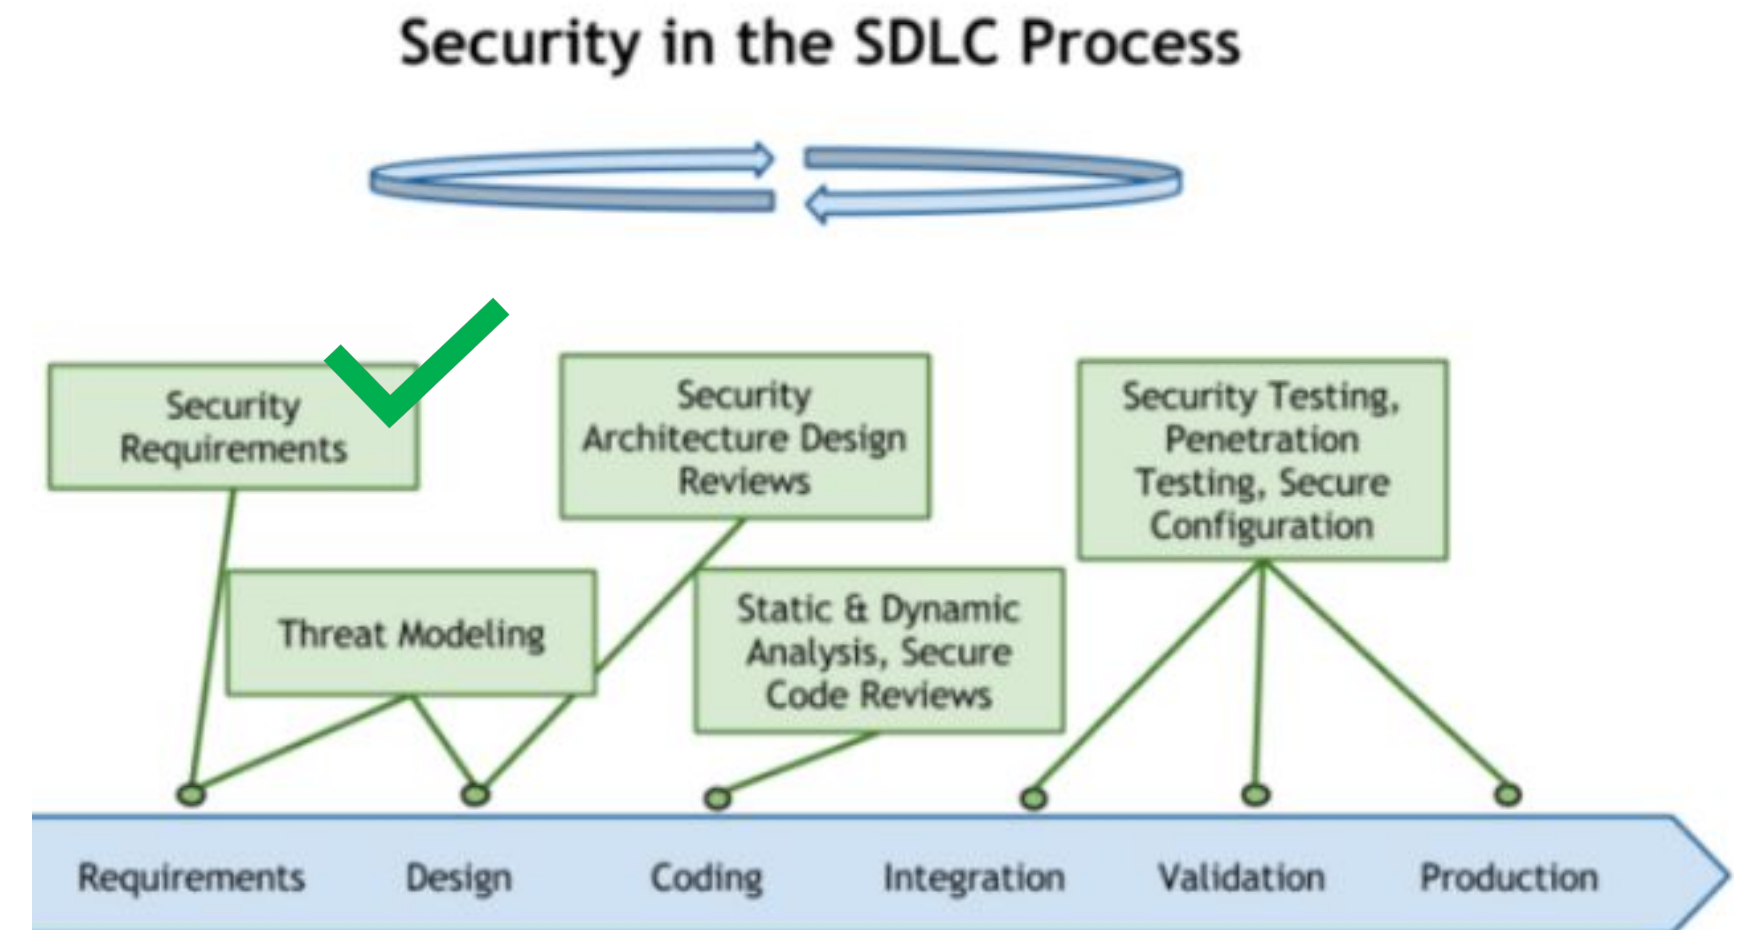 Security in the SDLC Process
Security
Requirements
Security
Architecture Design
Reviews
Security Testing,
Penetration
Testing, Secure
Configuration
Threat Modeling
Static & Dynamic
Analysis, Secure
Code Reviews
Requirements
Design
Coding
Integration
Validation
Production